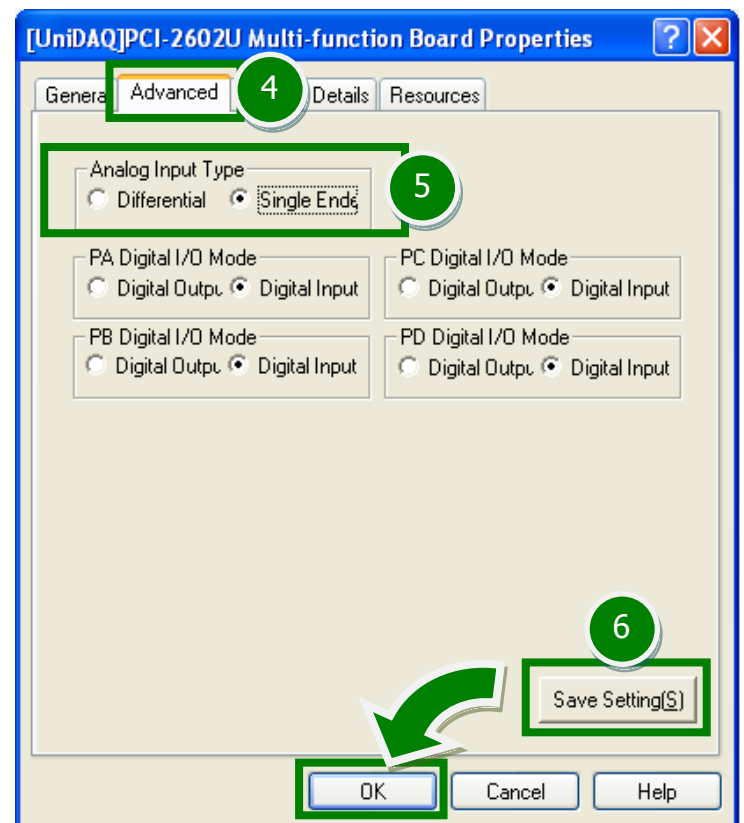 [UniDAQ]PCI-2602U Multi-function Board Properties
Genera Advanced 4 Details Resources
Analog Input Type
Differential Single Ende
5
PA Digital I/O Mode PC Digital I/O Mode
Digital Outpu Digital Input Digital Outpu Digital Input
PB Digital I/O Mode PD Digital I/O Mode
Digital Outpu Digital Input Digital Outpu Digital Input
6
Save Setting(S)
OK Cancel Help